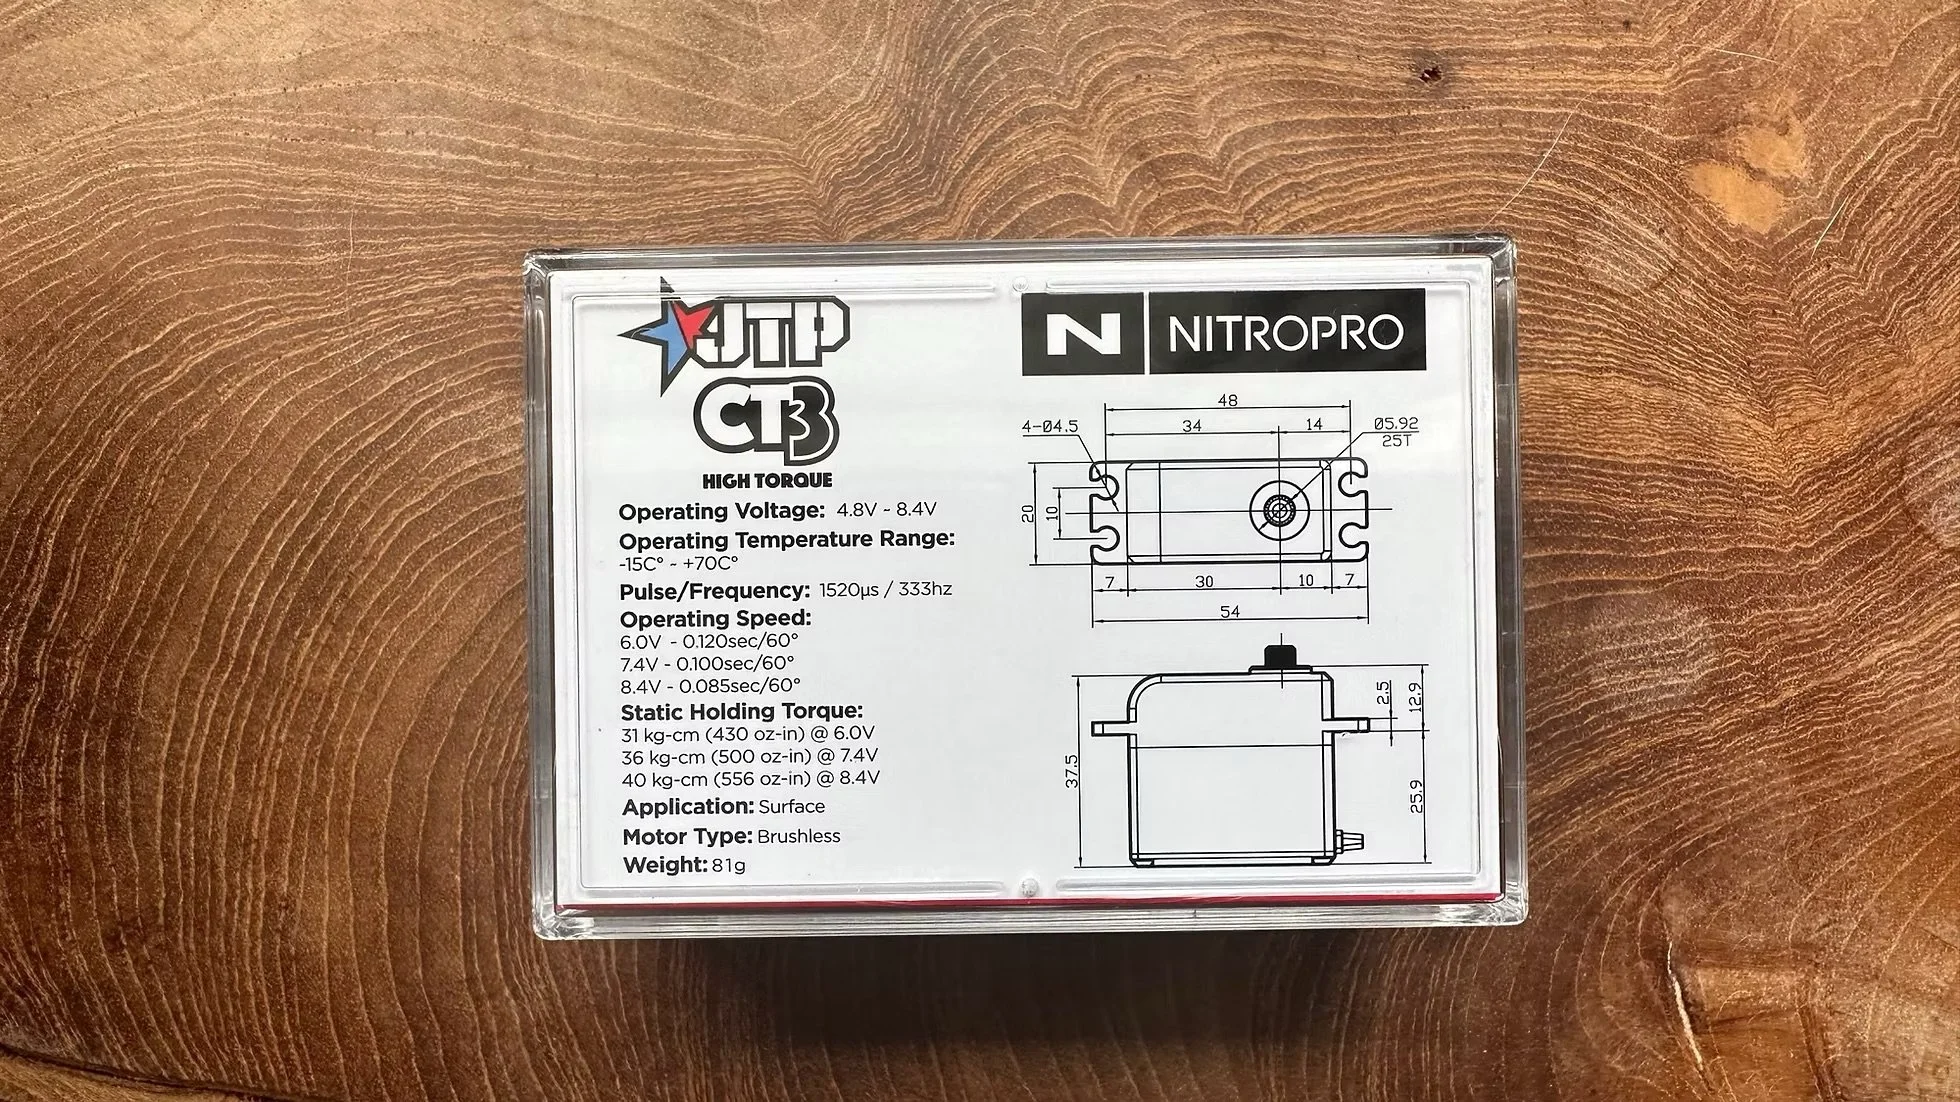 JTP
CT3
HIGH TORQUE
Operating Voltage: 4.8V ~ 8.4V
Operating Temperature Range:
-15C° ~ +70C°
Pulse/Frequency: 1520µs / 333hz
Operating Speed:
6.0V - 0.120sec/60°
7.4V - 0.100sec/60°
8.4V - 0.085sec/60°
Static Holding Torque:
31 kg-cm (430 oz-in) @ 6.0V
36 kg-cm (500 oz-in) @ 7.4V
40 kg-cm (556 oz-in) @ 8.4V
Application: Surface
Motor Type: Brushless
Weight: 81g
N NITROPRO
48
4-Ø4.5 34 14 Ø5.92
25T
20 10
7 30 10 7
54
2.5 12.9
37.5 25.9